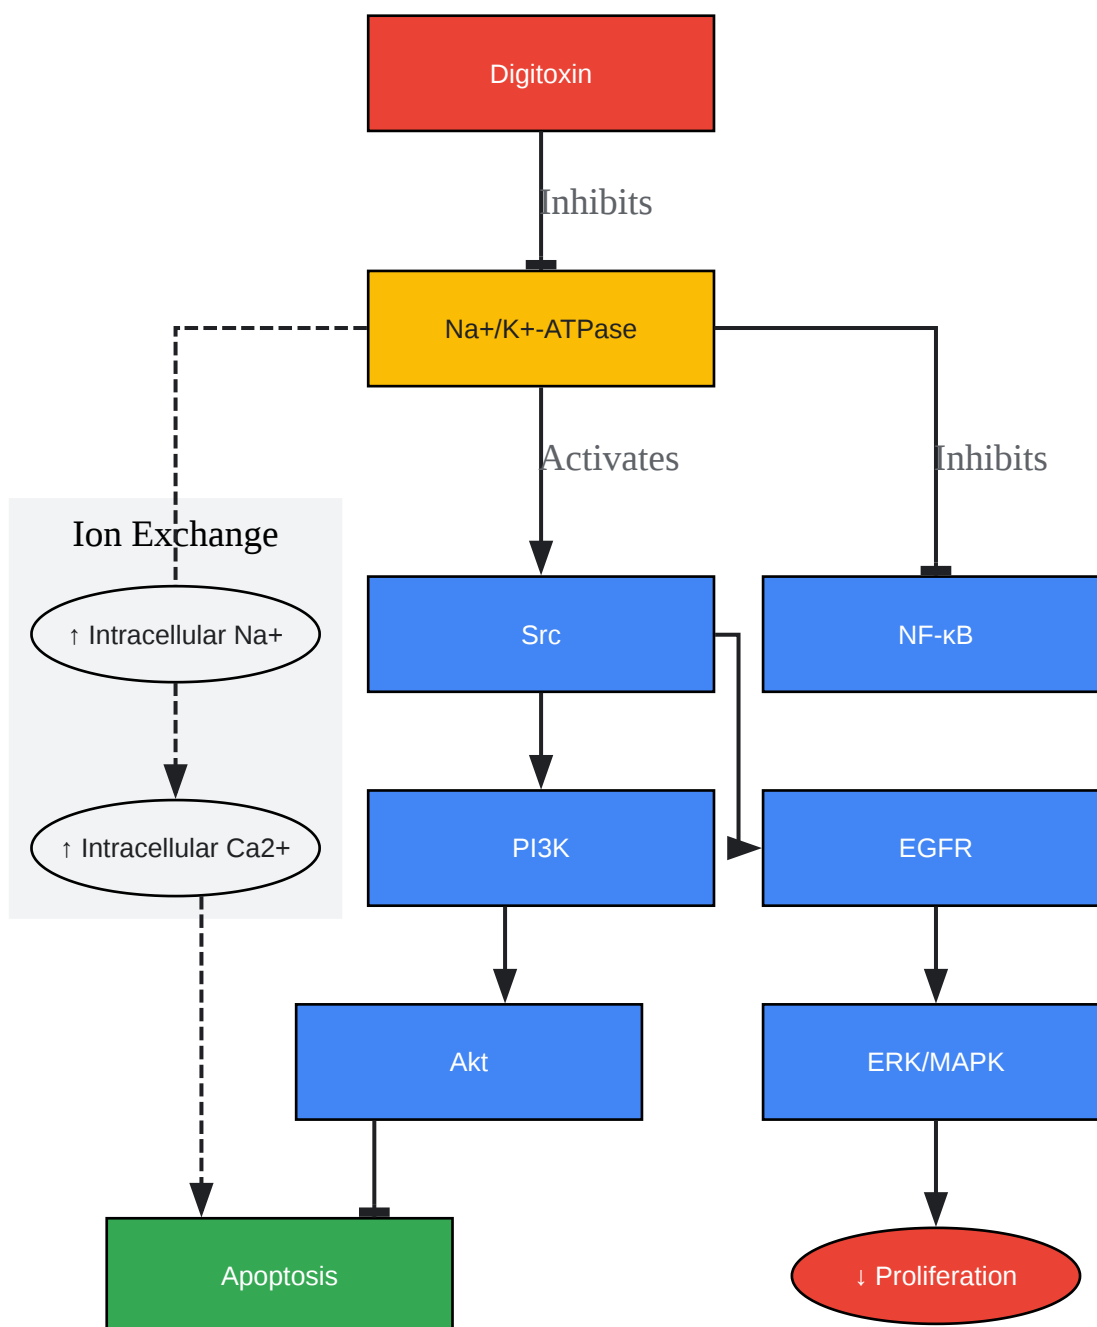 Digitoxin
Inhibits
Na+/K+-ATPase
Activates
Inhibits
Ion Exchange
↑ Intracellular Na+
Src
NF-κB
↑ Intracellular Ca2+
PI3K
EGFR
Akt
ERK/MAPK
Apoptosis
↓ Proliferation